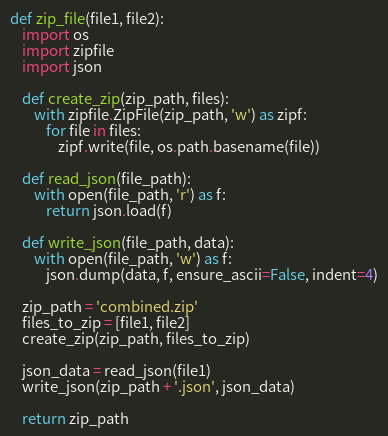 def zip_file(file1, file2):
    import os
    import zipfile
    import json

    def create_zip(zip_path, files):
        with zipfile.ZipFile(zip_path, 'w') as zipf:
            for file in files:
                zipf.write(file, os.path.basename(file))

    def read_json(file_path):
        with open(file_path, 'r') as f:
            return json.load(f)

    def write_json(file_path, data):
        with open(file_path, 'w') as f:
            json.dump(data, f, ensure_ascii=False, indent=4)

    zip_path = 'combined.zip'
    files_to_zip = [file1, file2]
    create_zip(zip_path, files_to_zip)

    json_data = read_json(file1)
    write_json(zip_path + '.json', json_data)

    return zip_path